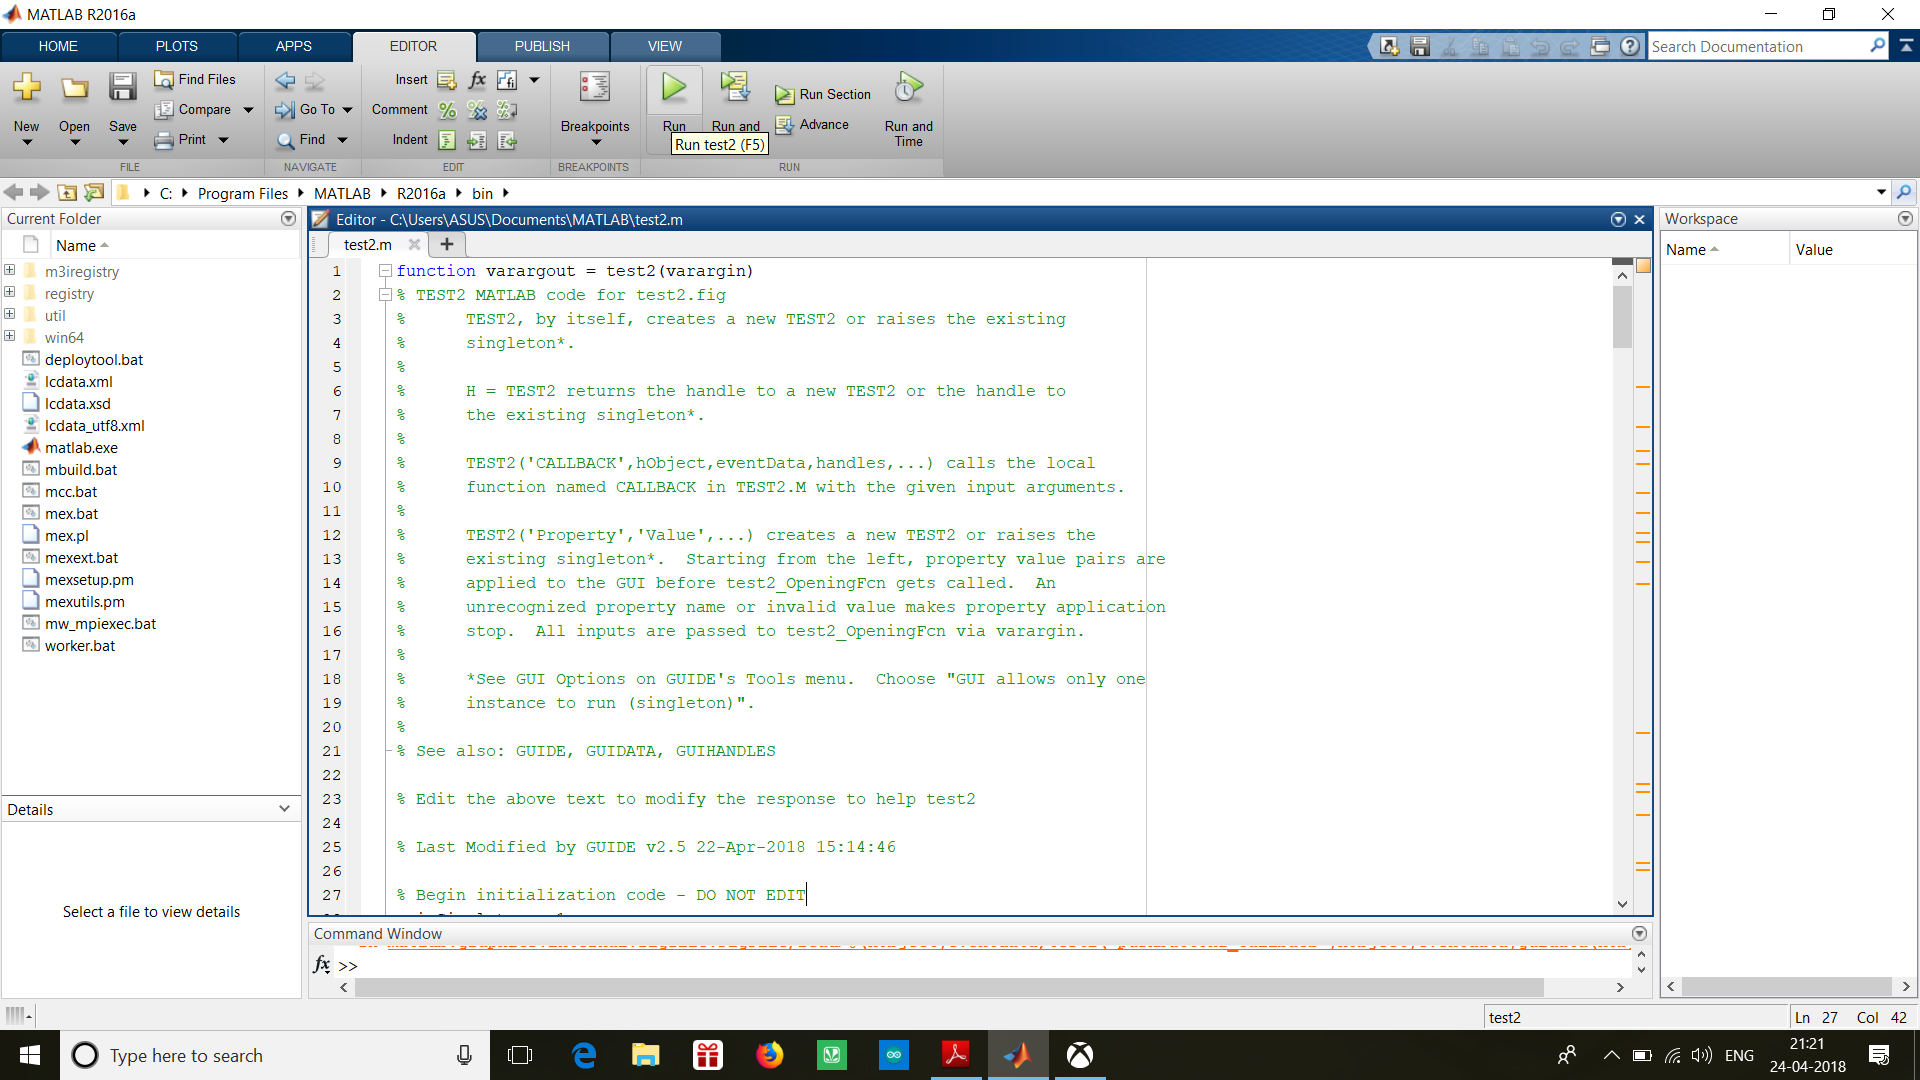 MATLAB R2016a
HOME PLOTS APPS EDITOR PUBLISH VIEW
Search Documentation
New
Open
Save
Find Files
Compare
Print
FILE
Go To
Find
NAVIGATE
Insert
Comment
Indent
EDIT
Breakpoints
BREAKPOINTS
Run
Run and
Run Section
Advance
Run and
Time
RUN
Run test2 (F5)
C: Program Files MATLAB R2016a bin
Current Folder
Name
m3iregistry
registry
util
win64
deploytool.bat
lcdata.xml
lcdata.xsd
lcdata_utf8.xml
matlab.exe
mbuild.bat
mcc.bat
mex.bat
mex.pl
mexext.bat
mexsetup.pm
mexutils.pm
mw_mpiexec.bat
worker.bat
Details
Select a file to view details
Editor - C:\Users\ASUS\Documents\MATLAB\test2.m
test2.m
1 function varargout = test2(varargin)
2 % TEST2 MATLAB code for test2.fig
3 % TEST2, by itself, creates a new TEST2 or raises the existing
4 % singleton*.
5 %
6 % H = TEST2 returns the handle to a new TEST2 or the handle to
7 % the existing singleton*.
8 %
9 % TEST2('CALLBACK',hObject,eventData,handles,...) calls the local
10 % function named CALLBACK in TEST2.M with the given input arguments.
11 %
12 % TEST2('Property','Value',...) creates a new TEST2 or raises the
13 % existing singleton*.  Starting from the left, property value pairs are
14 % applied to the GUI before test2_OpeningFcn gets called.  An
15 % unrecognized property name or invalid value makes property application
16 % stop.  All inputs are passed to test2_OpeningFcn via varargin.
17 %
18 % *See GUI Options on GUIDE's Tools menu.  Choose "GUI allows only one
19 % instance to run (singleton)".
20 %
21 % See also: GUIDE, GUIDATA, GUIHANDLES
22
23 % Edit the above text to modify the response to help test2
24
25 % Last Modified by GUIDE v2.5 22-Apr-2018 15:14:46
26
27 % Begin initialization code - DO NOT EDIT
Command Window
fx >>
Workspace
Name Value
test2
Ln 27 Col 42
Type here to search
ENG
21:21
24-04-2018